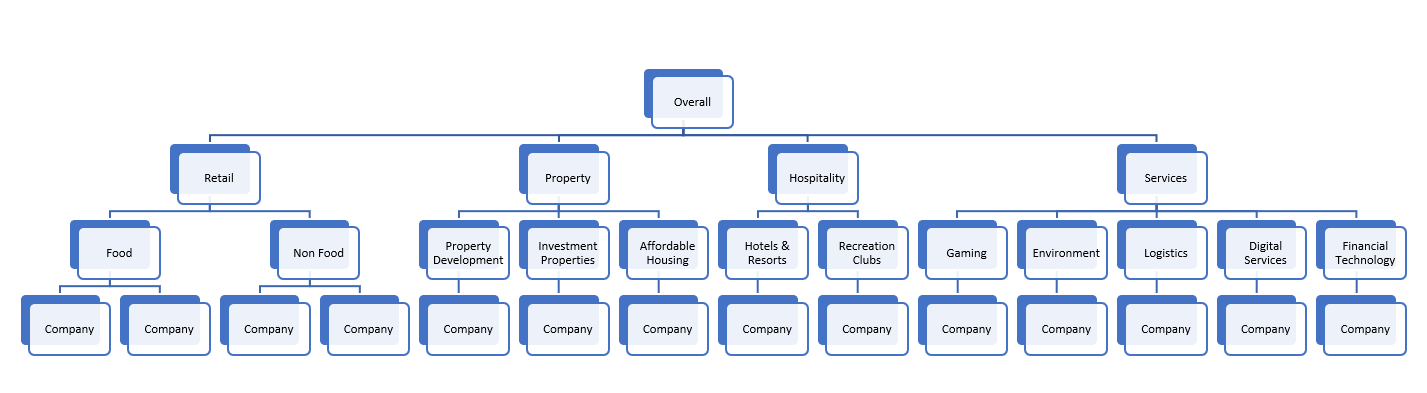 Overall
Retail
Property
Hospitality
Services
Food
Non Food
Property
Development
Investment
Properties
Affordable
Housing
Hotels &
Resorts
Recreation
Clubs
Gaming
Environment
Logistics
Digital
Services
Financial
Technology
Company
Company
Company
Company
Company
Company
Company
Company
Company
Company
Company
Company
Company
Company